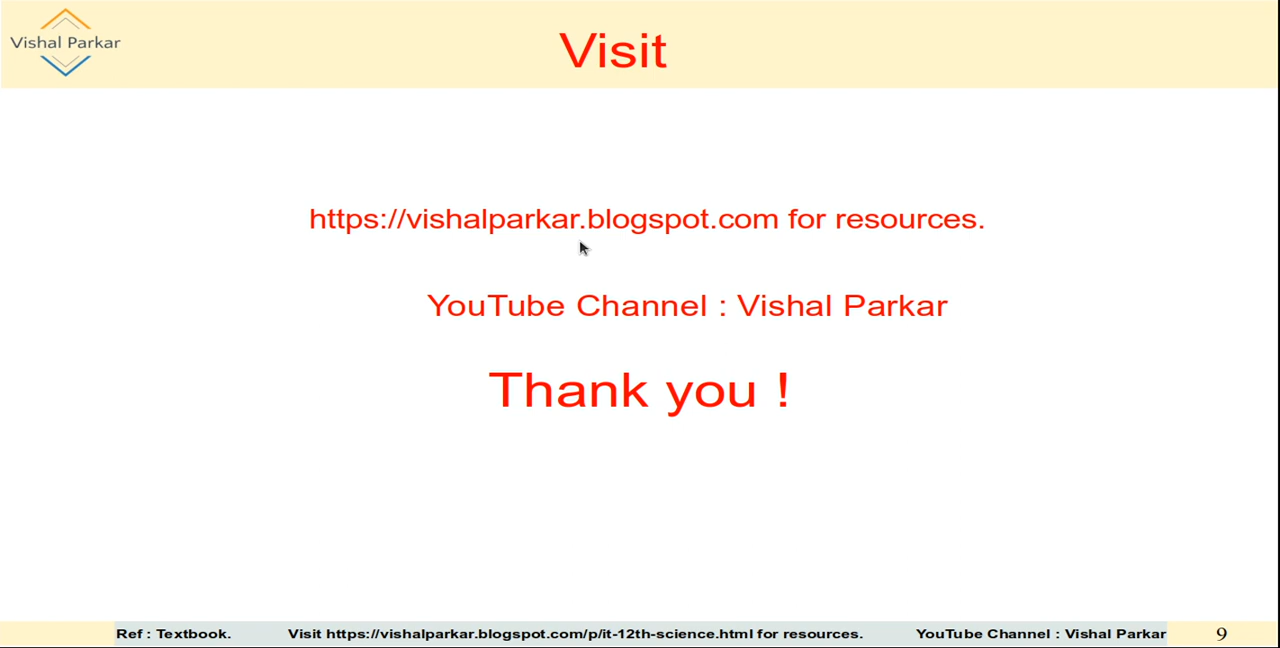 Vishal Parkar
Visit
https://vishalparkar.blogspot.com for resources.
YouTube Channel : Vishal Parkar
Thank you !
Ref : Textbook. Visit https://vishalparkar.blogspot.com/p/it-12th-science.html for resources. YouTube Channel : Vishal Parkar 9